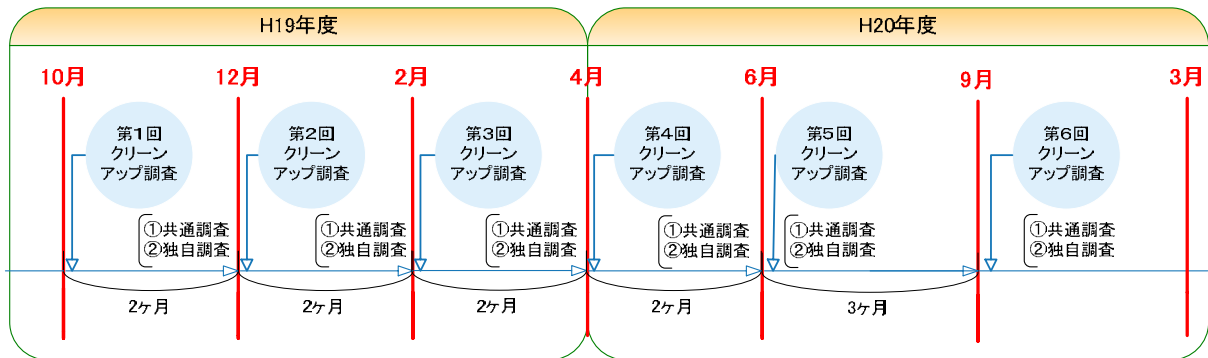 H19年度
H20年度
10月
12月
2月
4月
6月
9月
3月
第1回
クリーン
アップ調査
第2回
クリーン
アップ調査
第3回
クリーン
アップ調査
第4回
クリーン
アップ調査
第5回
クリーン
アップ調査
第6回
クリーン
アップ調査
①共通調査
②独自調査
①共通調査
②独自調査
①共通調査
②独自調査
①共通調査
②独自調査
①共通調査
②独自調査
①共通調査
②独自調査
2ヶ月
2ヶ月
2ヶ月
2ヶ月
3ヶ月